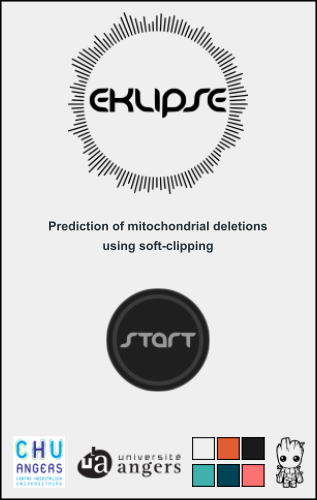 EKLIPSE
Prediction of mitochondrial deletions
using soft-clipping
START
CHU
ANGERS
CENTRE HOSPITALIER
UNIVERSITAIRE
ua
université
angers